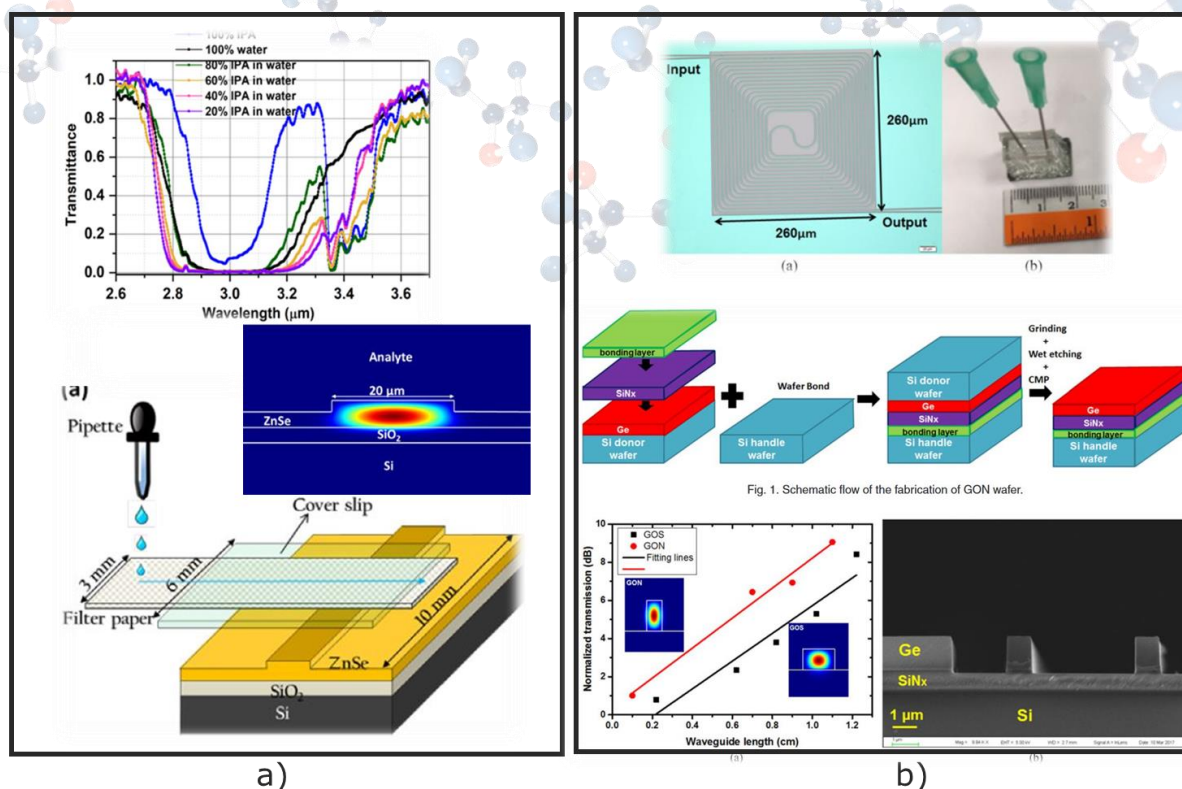 100% IPA
100% water
80% IPA in water
60% IPA in water
40% IPA in water
20% IPA in water
Transmittance
1.0
0.8
0.6
0.4
0.2
0.0
2.6 2.8 3.0 3.2 3.4 3.6
Wavelength (μm)
Analyte
20 μm
ZnSe
SiO2
Si
(a)
Pipette
Cover slip
3 mm
6 mm
10 mm
Filter paper
ZnSe
SiO2
Si
a)
Input
260μm
260μm
Output
(a)
1 2 3
1
(b)
bonding layer
SiNx
Ge
Si donor
wafer
Wafer Bond
Si handle
wafer
Si donor
wafer
Ge
SiNx
bonding layer
Si handle
wafer
Grinding
+
Wet etching
+
CMP
Ge
SiNx
bonding layer
Si handle
wafer
Fig. 1. Schematic flow of the fabrication of GON wafer.
Normalized transmission (dB)
10
8
6
4
2
0
GOS
GON
Fitting lines
GON
GOS
0.0 0.2 0.4 0.6 0.8 1.0 1.2
Waveguide length (cm)
(a)
Ge
SiNx
Si
1 μm
(b)
b)